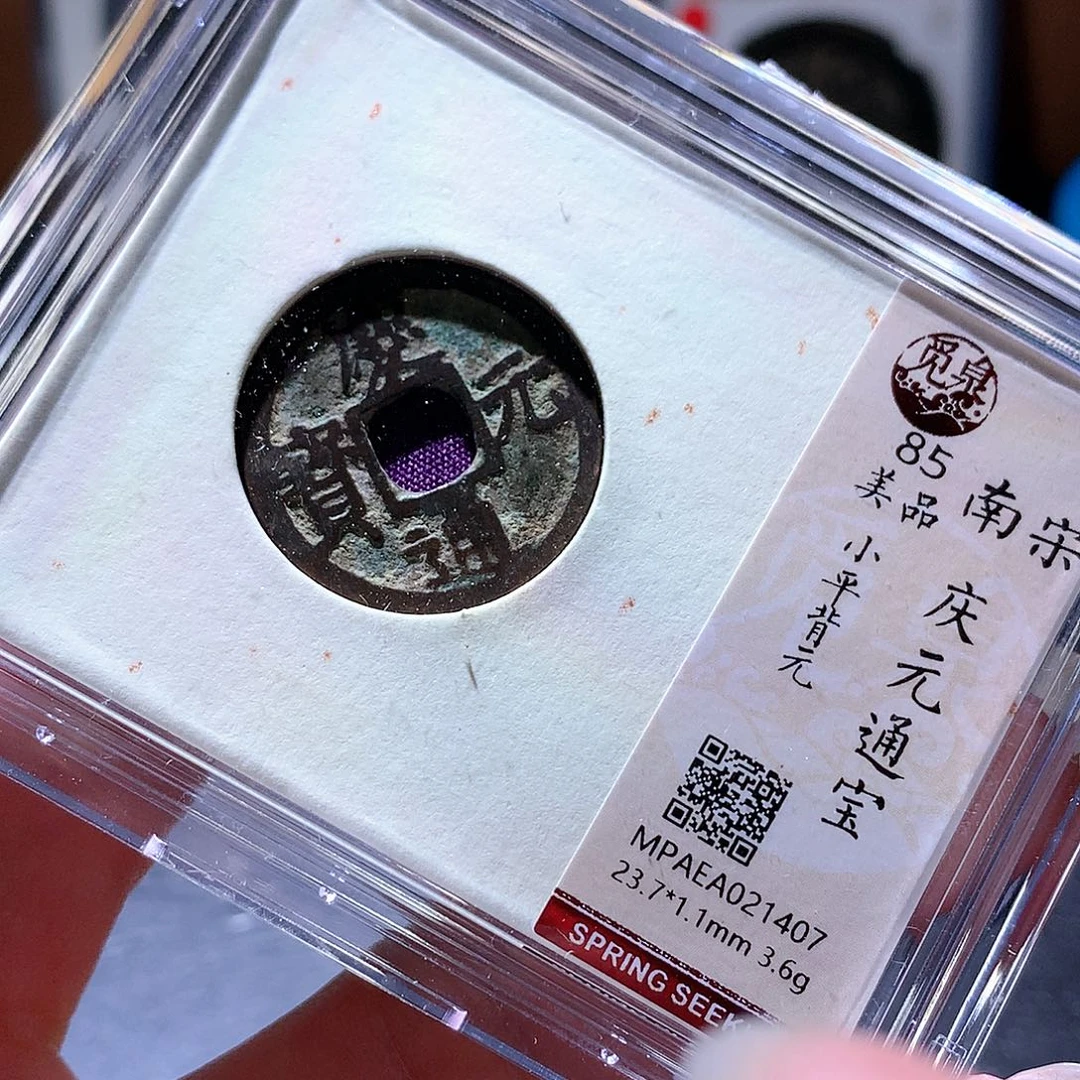 慶元通寶
觅泉
85
美品
南宋
庆元通宝
小平背元
MPAEA021407
23.7*1.1mm 3.6g
SPRING SEEK